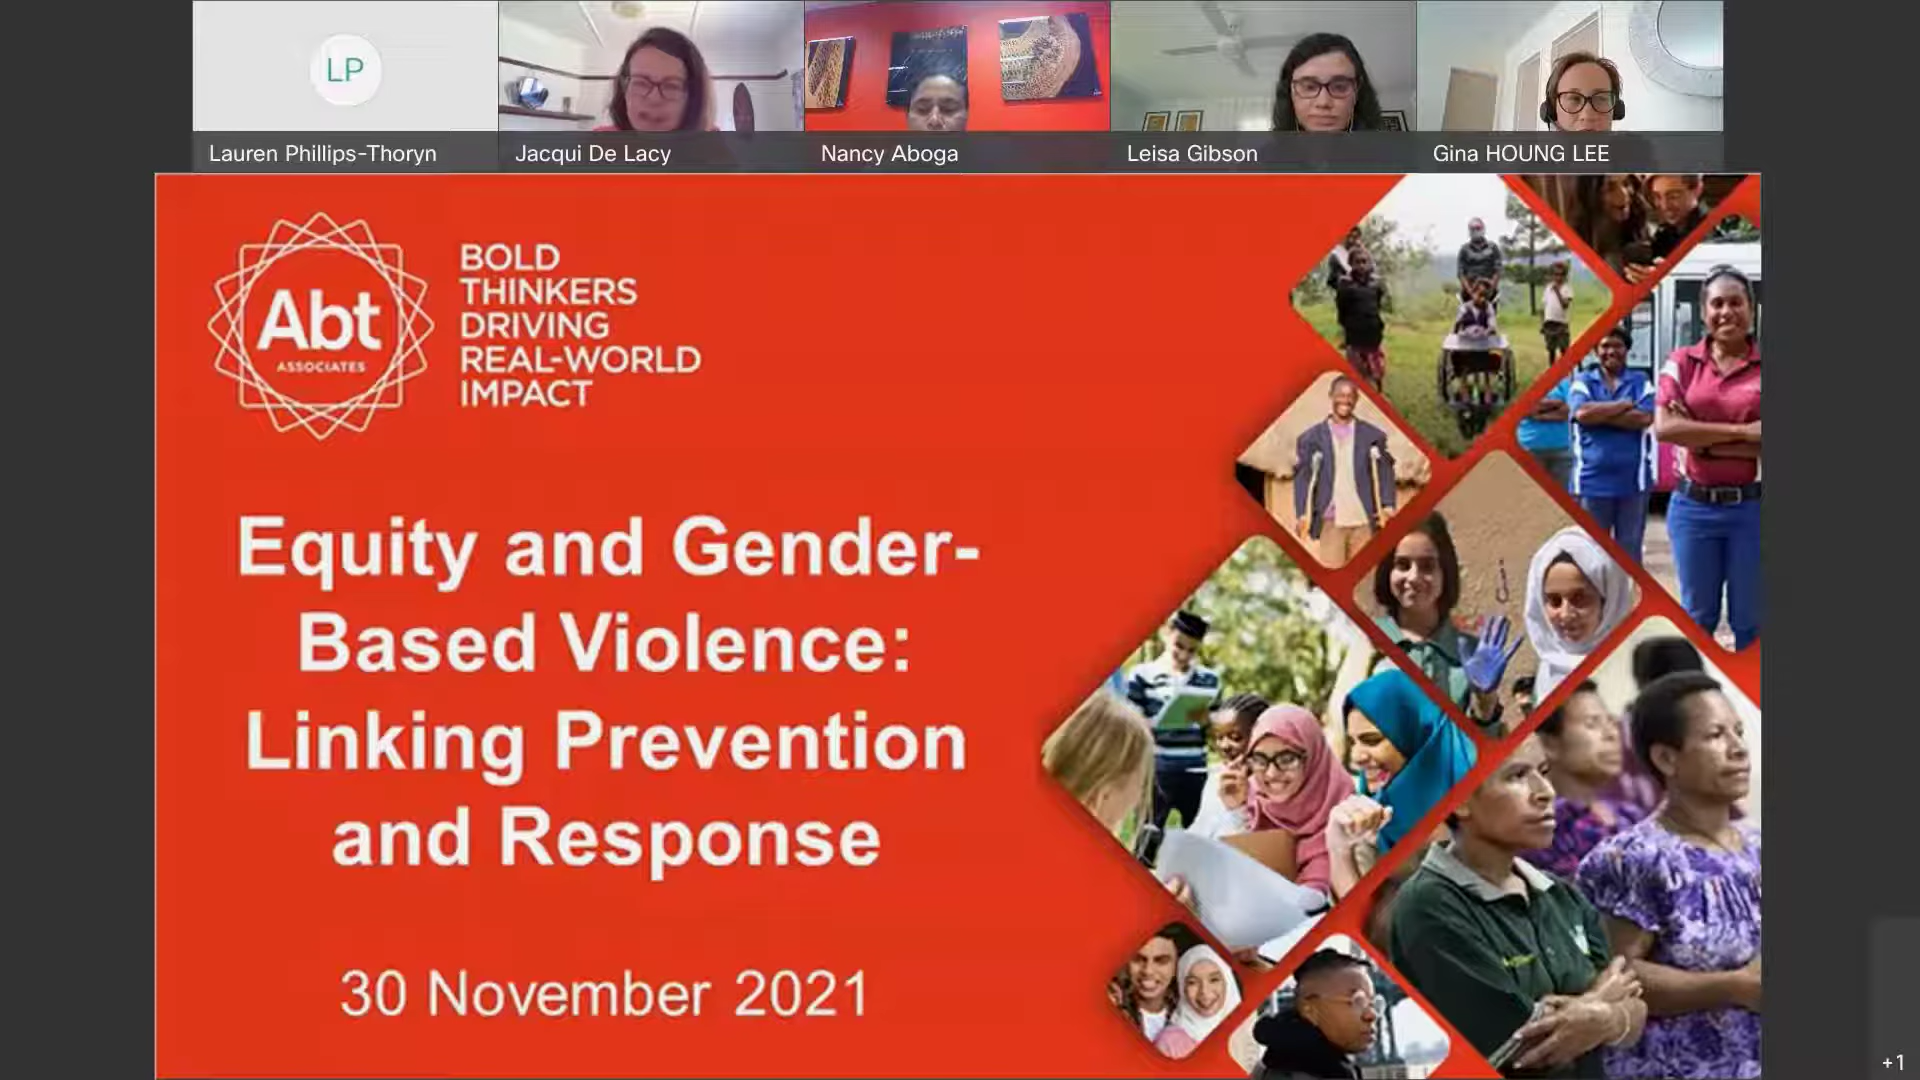 LP
Lauren Phillips-Thoryn
Jacqui De Lacy
Nancy Aboga
Leisa Gibson
Gina HOUNG LEE
Abt
ASSOCIATES
BOLD
THINKERS
DRIVING
REAL-WORLD
IMPACT
Equity and Gender-
Based Violence:
Linking Prevention
and Response
30 November 2021
+1